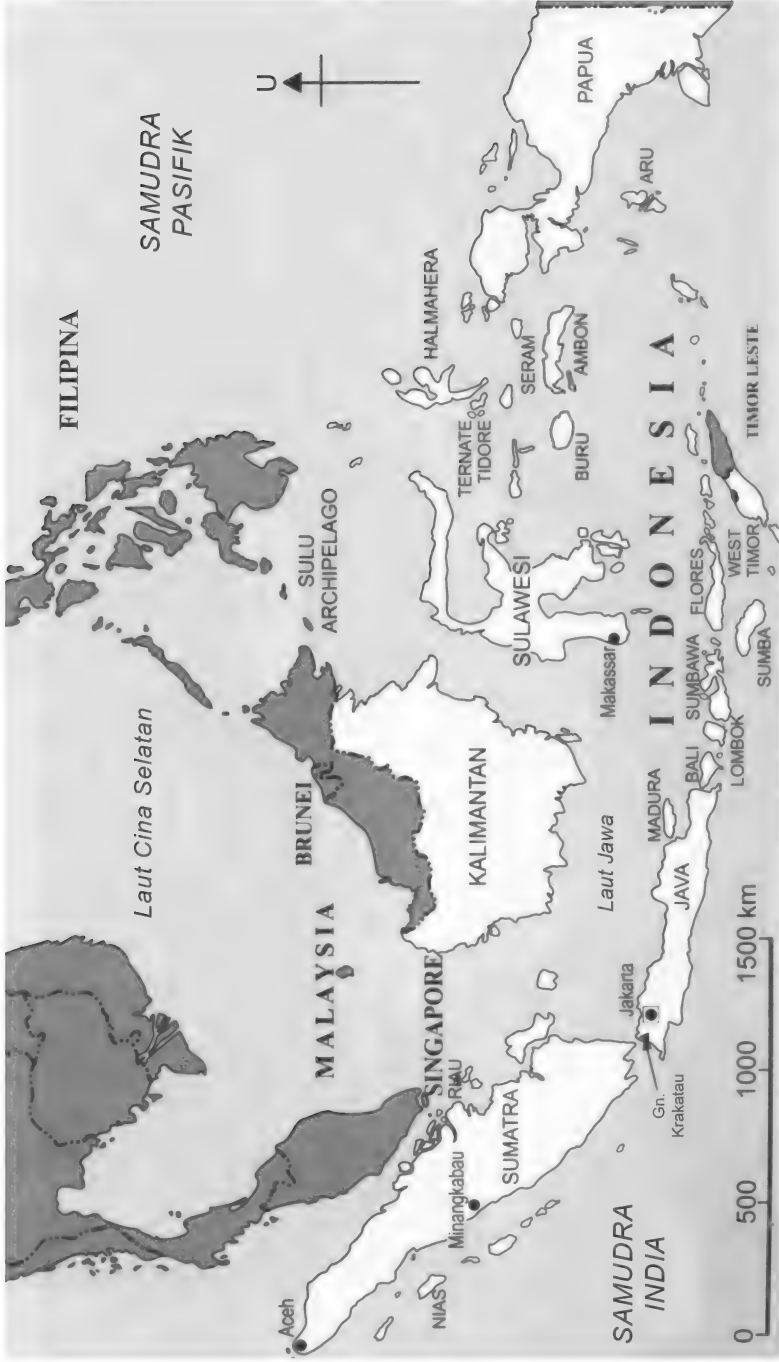 U
SAMUDRA
PASIFIK
FILIPINA
Laut Cina Selatan
SULU
ARCHIPELAGO
BRUNEI
MALAYSIA
SINGAPORE
RIAU
Aceh
NIAS
Minangkabau
SUMATRA
KALIMANTAN
SULAWESI
Makassar
HALMAHERA
TERNATE
TIDORE
SERAM
AMBON
BURU
PAPUA
ARU
INDONESIA
Laut Jawa
Jakarta
Gn.
Krakatau
JAVA
MADURA
BALI
LOMBOK
SUMBAWA
FLORES
SUMBA
WEST
TIMOR
TIMOR LESTE
SAMUDRA
INDIA
0 500 1000 1500 km